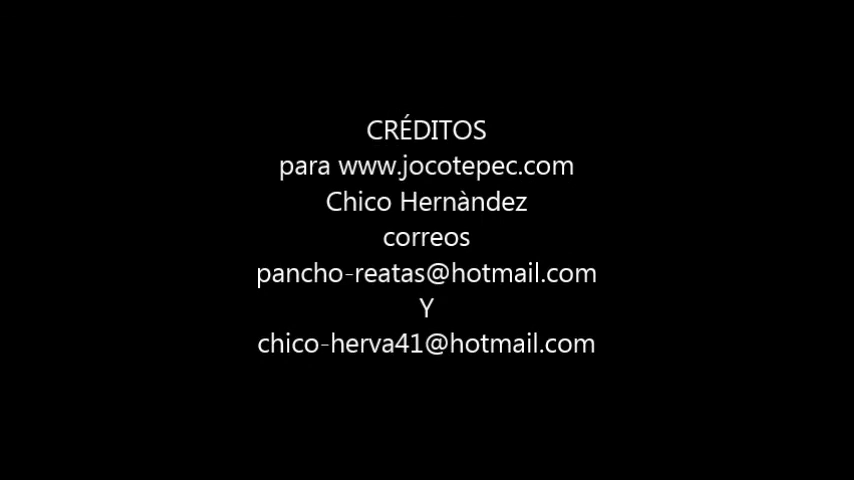 CRÉDITOS
para www.jocotepec.com
Chico Hernàndez
correos
pancho-reatas@hotmail.com
Y
chico-herva41@hotmail.com